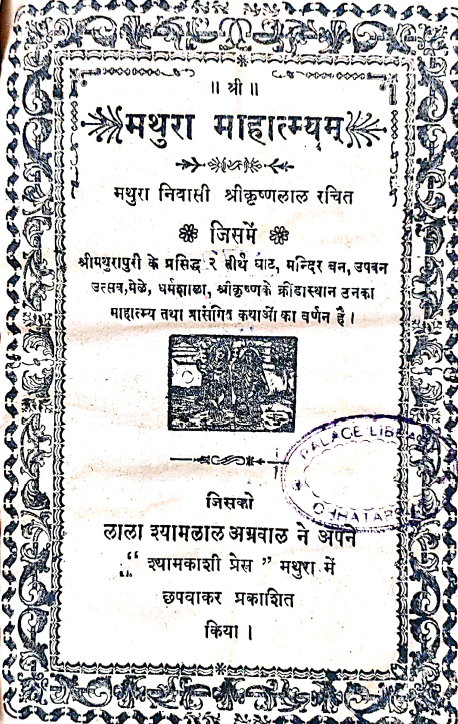 ॥ श्री ॥
मथुरा माहात्म्यम्
मथुरा निवासी श्रीकृष्णलाल रचित
जिसमें
श्रीमथुरापुरी के प्रसिद्ध २ तीर्थ घाट, मन्दिर बन, उपबन
उत्सव, मेले, धर्मशाळा, श्रीकृष्णके क्रीडास्थान उनका
माहात्म्य तथा प्रासंगिक कथाओं का वर्णन है।
PALACE LIB
CHHATAR
जिसको
लाला श्यामलाल अग्रवाल ने अपने
“ श्यामकाशी प्रेस ” मथुरा में
छपवाकर प्रकाशित
किया।